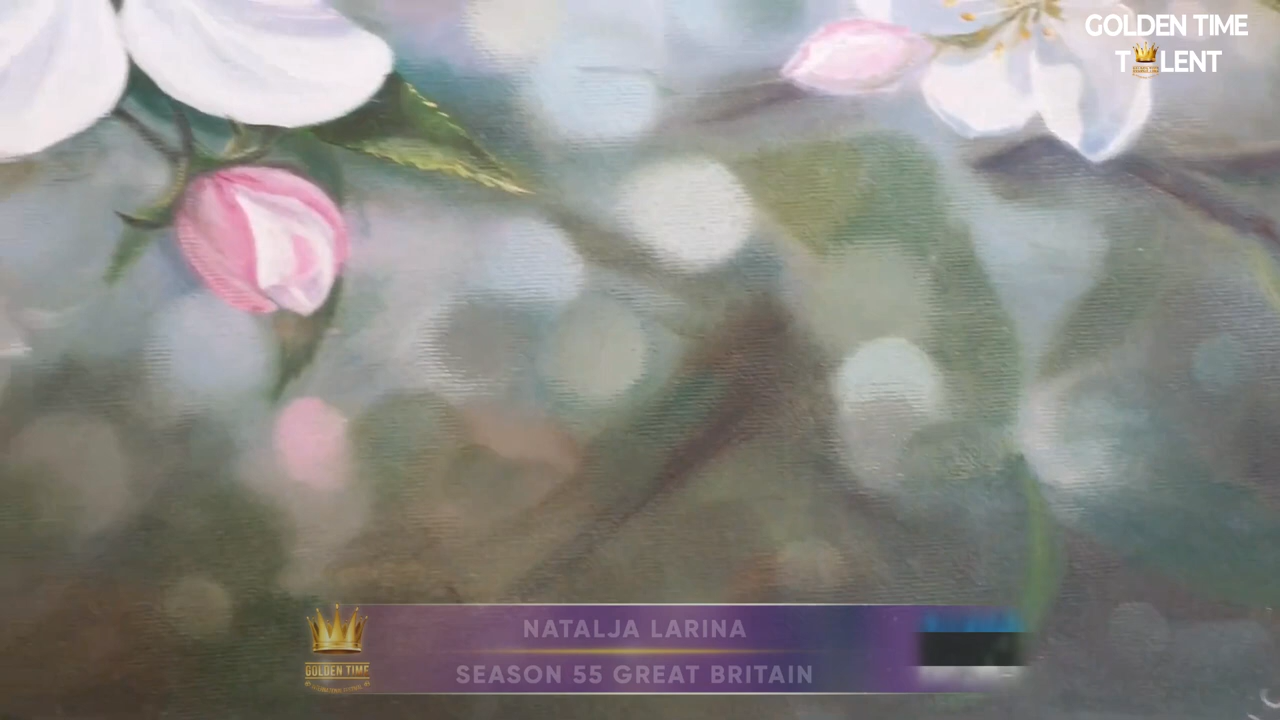 GOLDEN TIME
TALENT
NATALJA LARINA
SEASON 55 GREAT BRITAIN
GOLDEN TIME